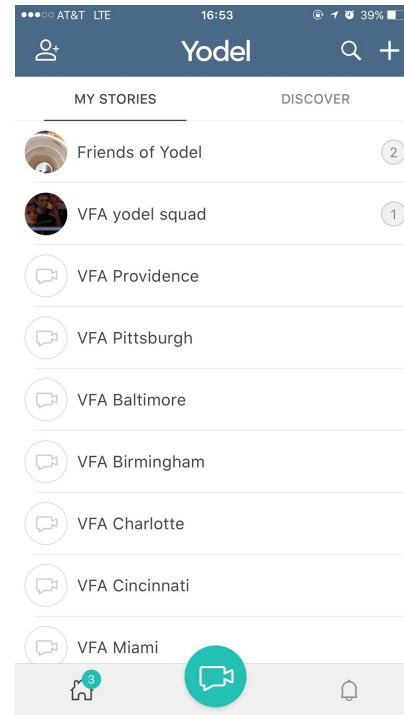 AT&T LTE 16:53 39%
Yodel
MY STORIES DISCOVER
Friends of Yodel 2
VFA yodel squad 1
VFA Providence
VFA Pittsburgh
VFA Baltimore
VFA Birmingham
VFA Charlotte
VFA Cincinnati
VFA Miami
3